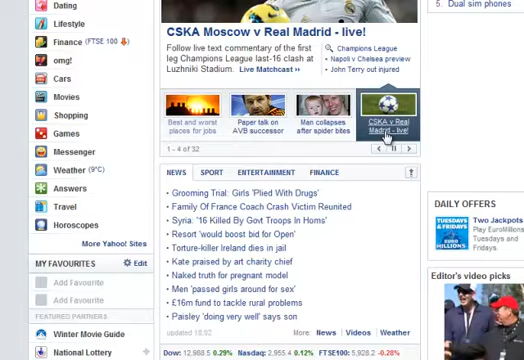 Dating
Lifestyle
Finance (FTSE 100 )
omg!
Cars
Movies
Shopping
Games
Messenger
Weather (9°C)
Answers
Travel
Horoscopes
More Yahoo! Sites
MY FAVOURITES Edit
Add Favourite
Add Favourite
FEATURED PARTNERS
Winter Movie Guide
National Lottery
CSKA Moscow v Real Madrid - live!
Follow live text commentary of the first
leg Champions League last-16 clash at
Luzhniki Stadium. Live Matchcast »
Champions League
• Napoli v Chelsea preview
• John Terry out injured
Best and worst
places for jobs
Paper talk on
AVB successor
Man collapses
after spider bites
CSKA v Real
Madrid - live!
1 - 4 of 32
NEWS SPORT ENTERTAINMENT FINANCE
• Grooming Trial: Girls 'Plied With Drugs'
• Family Of France Coach Crash Victim Reunited
• Syria: '16 Killed By Govt Troops In Homs'
• Resort 'would boost bid for Open'
• Torture-killer Ireland dies in jail
• Kate praised by art charity chief
• Naked truth for pregnant model
• Men 'passed girls around for sex'
• £16m fund to tackle rural problems
• Paisley 'doing very well' says son
updated 18:02 More: News | Videos | Weather
Dow: 12,968.5 0.29% Nasdaq: 2,955.4 0.12% FTSE100: 5,928.2 -0.28%
5. Dual sim phones
DAILY OFFERS
TUESDAYS
& FRIDAYS
EURO
MILLIONS
Two Jackpots
Play EuroMillions
Tuesdays and
Fridays.
Editor's video picks